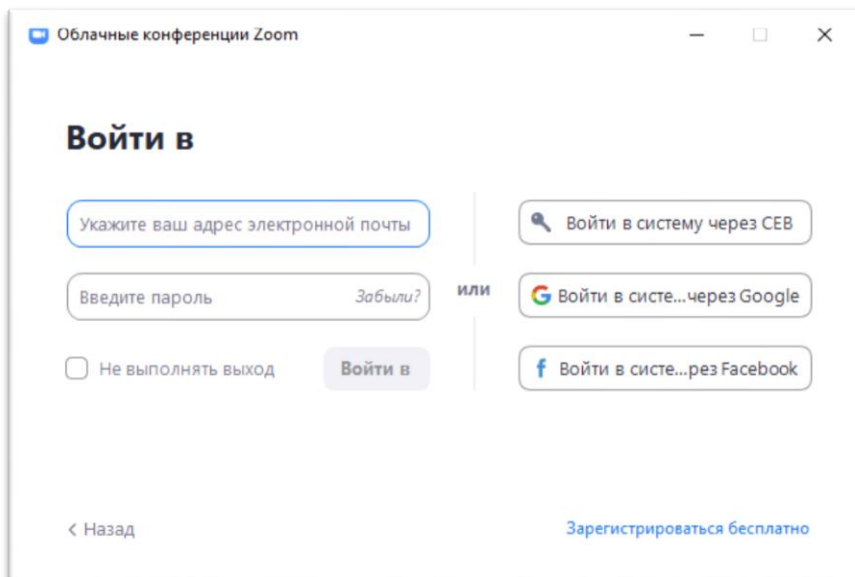 Облачные конференции Zoom
Войти в
Укажите ваш адрес электронной почты
Введите пароль
Забыли?
Не выполнять выход
Войти в
или
Войти в систему через СЕВ
Войти в систе...через Google
Войти в систе...рез Facebook
< Назад
Зарегистрироваться бесплатно